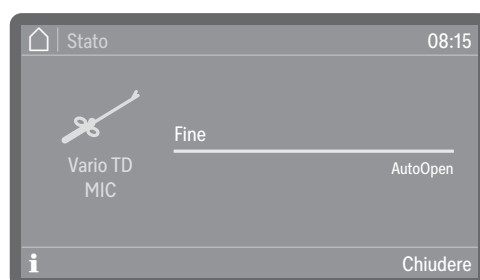 Stato 08:15
Fine
Vario TD
MIC
AutoOpen
i Chiudere